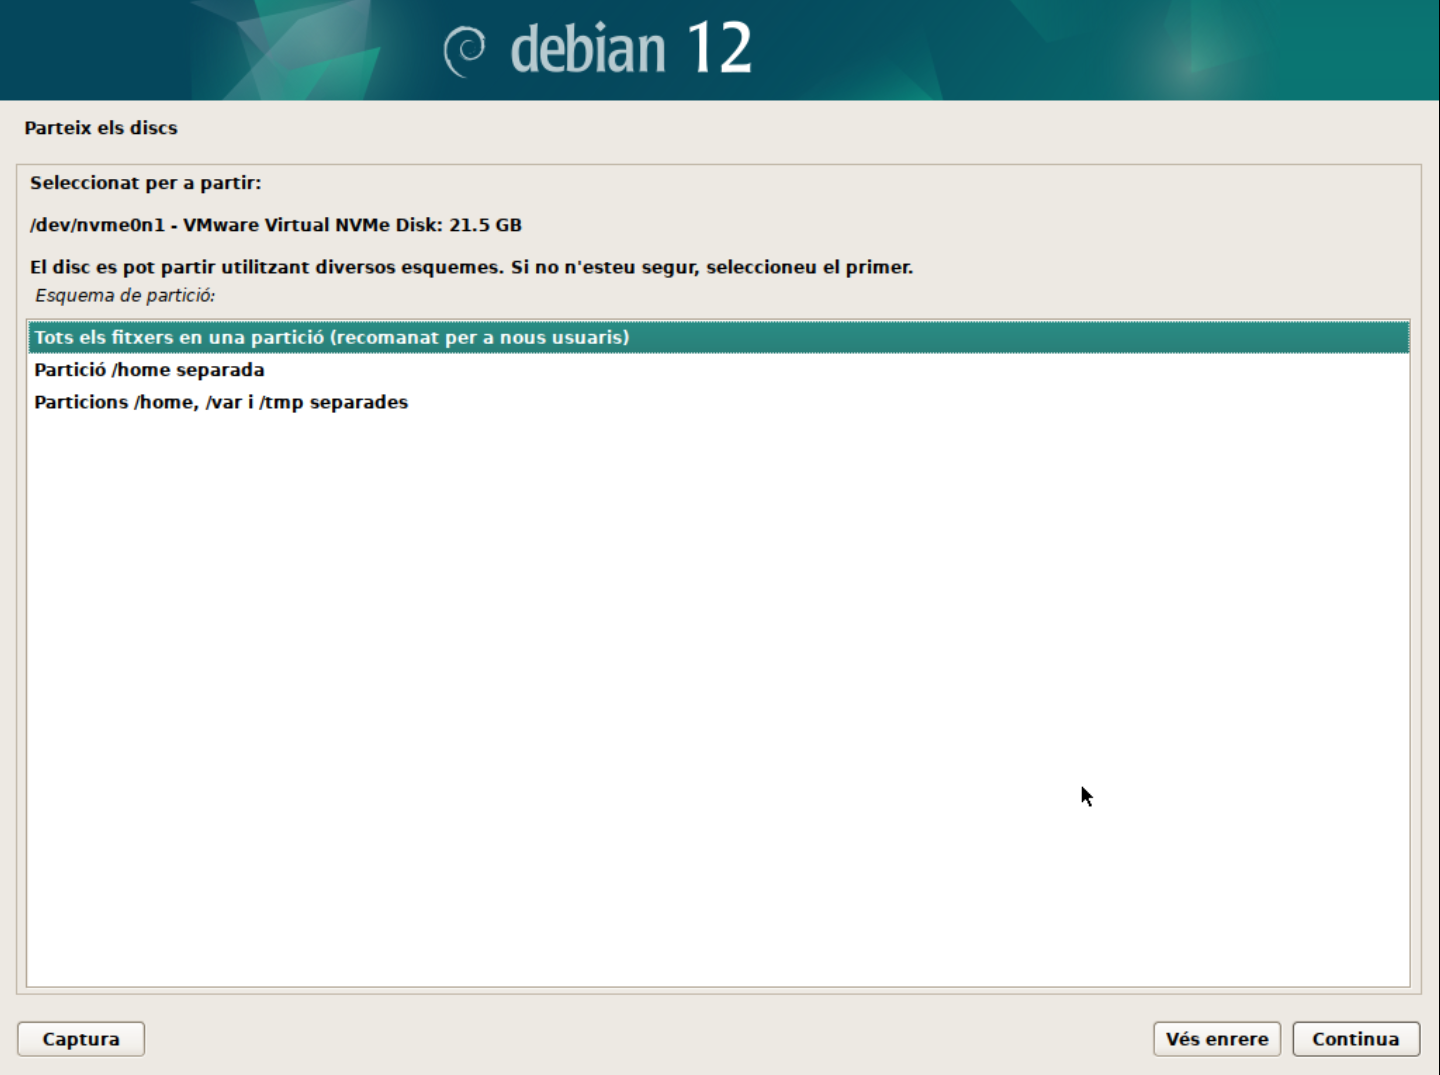 debian 12
Parteix els discs
Seleccionat per a partir:
/dev/nvme0n1 - VMware Virtual NVMe Disk: 21.5 GB
El disc es pot partir utilitzant diversos esquemes. Si no n'esteu segur, seleccioneu el primer.
Esquema de partició:
Tots els fitxers en una partició (recomanat per a nous usuaris)
Partició /home separada
Particions /home, /var i /tmp separades
Captura
Vés enrere
Continua